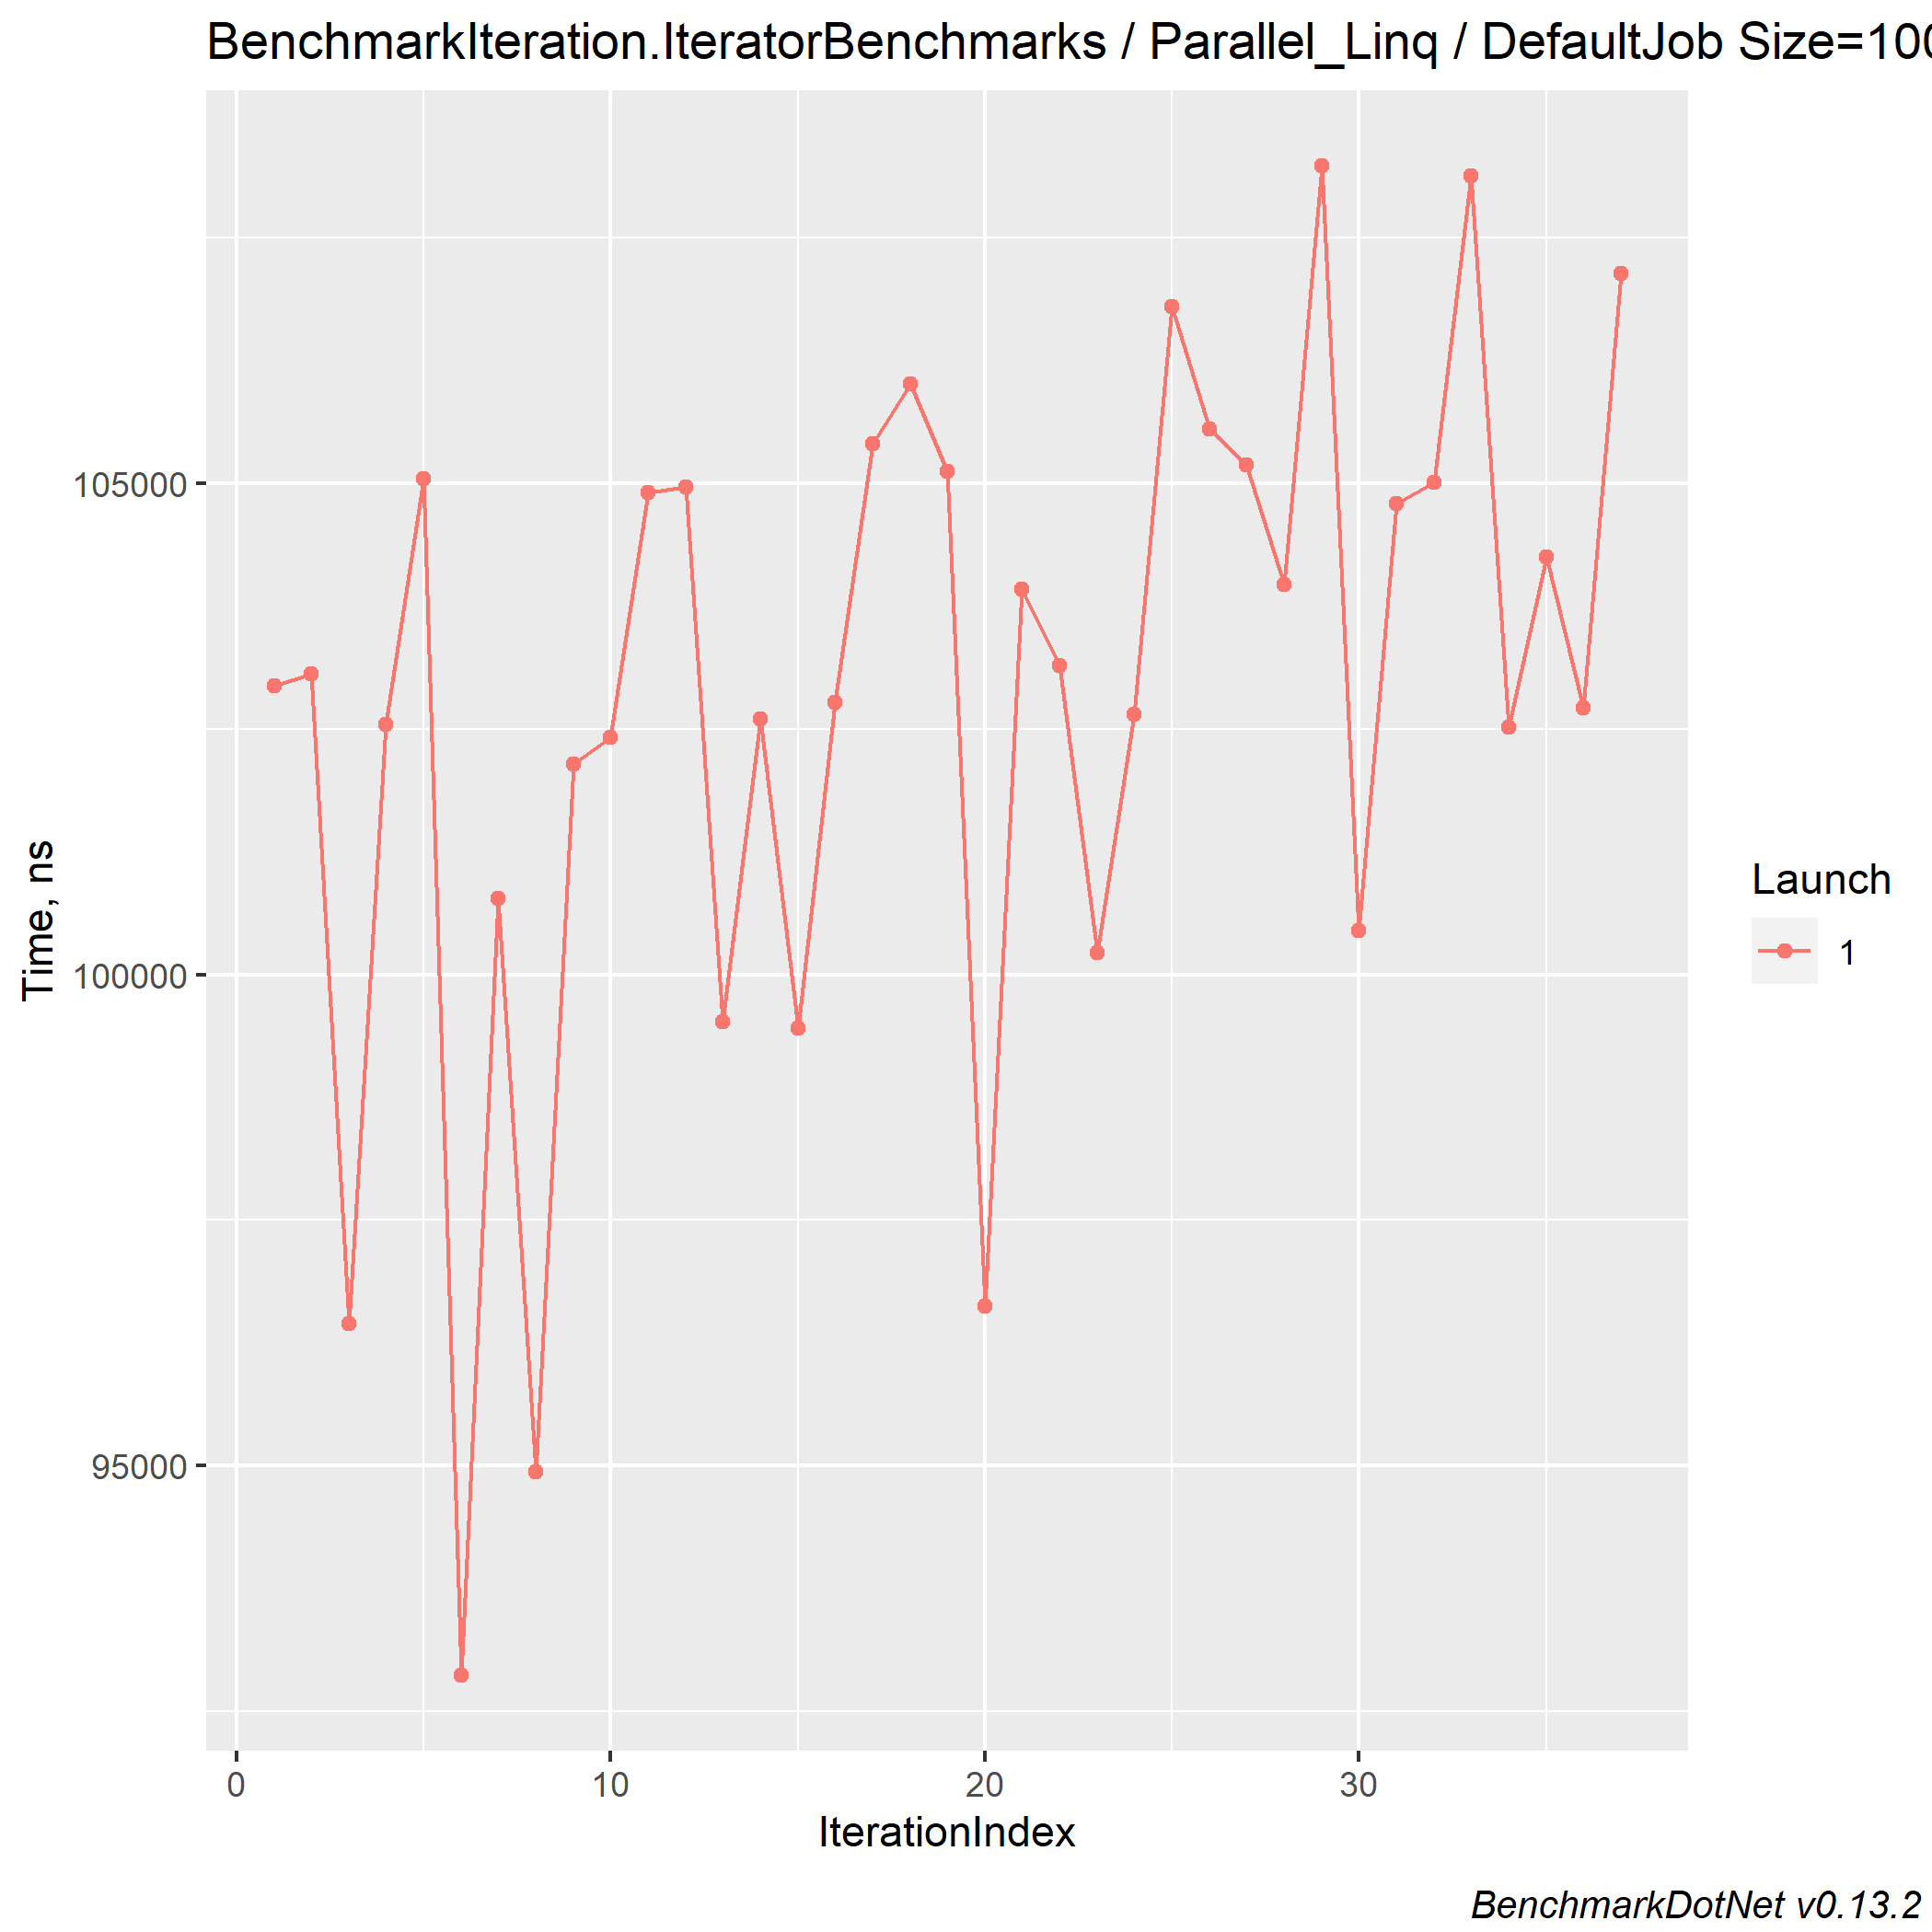 BenchmarkIteration.IteratorBenchmarks / Parallel_Linq / DefaultJob Size=100
Time, ns
105000
100000
95000
0 10 20 30
IterationIndex
Launch
1
BenchmarkDotNet v0.13.2